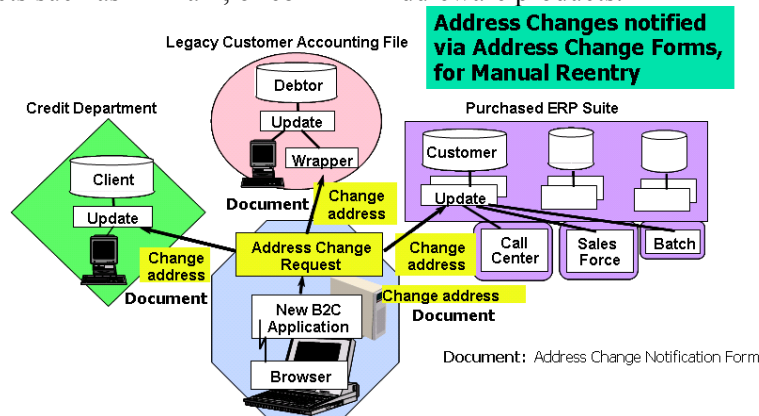 Address Changes notified
via Address Change Forms,
for Manual Reentry
Legacy Customer Accounting File
Debtor
Update
Wrapper
Credit Department
Client
Update
Purchased ERP Suite
Customer
Update
Call
Center
Sales
Force
Batch
Document
Change
address
Change
address
Document
Address Change
Request
Change
address
Change address
Document
New B2C
Application
Browser
Document: Address Change Notification Form